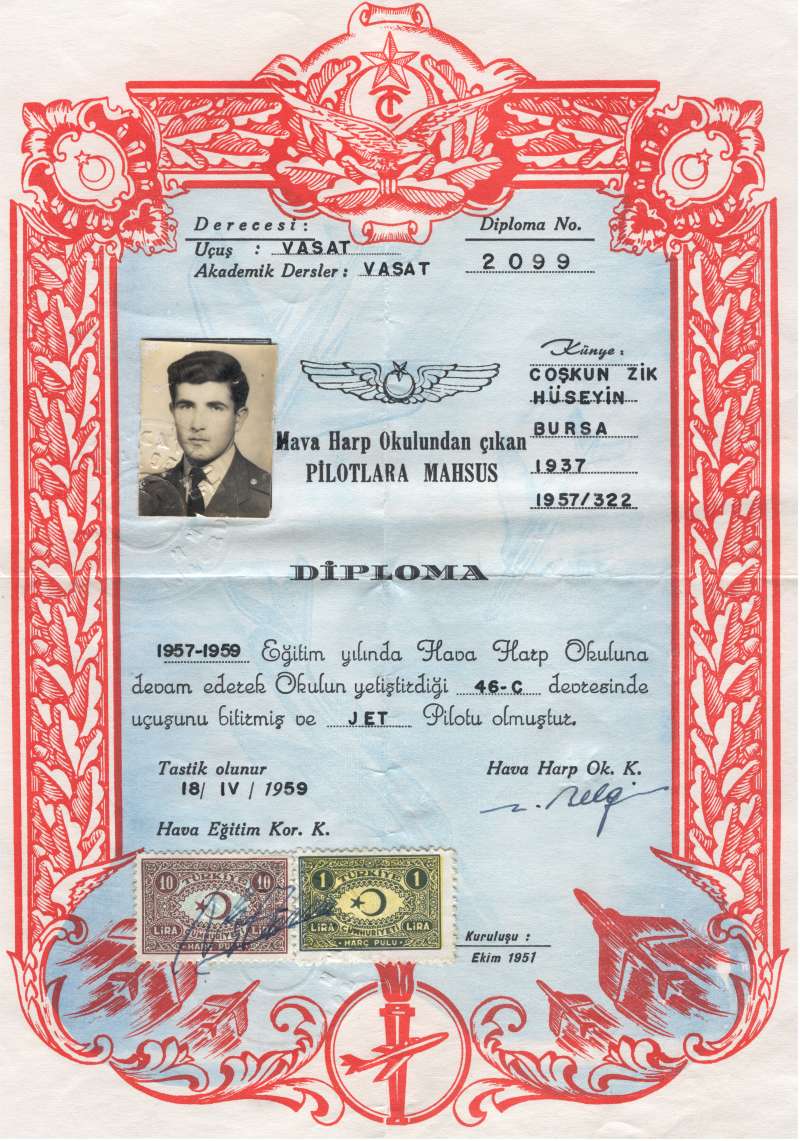 TC
Derecesi:
Uçuş : VASAT
Akademik Dersler: VASAT
Diploma No.
2099
Künye:
COŞKUN ZİK
HÜSEYİN
BURSA
1937
1957/322
Hava Harp Okulundan çıkan
PİLOTLARA MAHSUS
DİPLOMA
1957-1959 Eğitim yılında Hava Harp Okuluna
devam ederek Okulun yetiştirdiği 46-C devresinde
uçuşunu bitirmiş ve JET Pilotu olmuştur.
Tastik olunur
18/ IV / 1959
Hava Eğitim Kor. K.
Hava Harp Ok. K.
10 TÜRKİYE 10
LİRA CÜMHURİYETİ LİRA
HARÇ PULU
1 TÜRKİYE 1
LİRA CÜMHURİYETİ LİRA
HARÇ PULU
Kuruluşu :
Ekim 1951